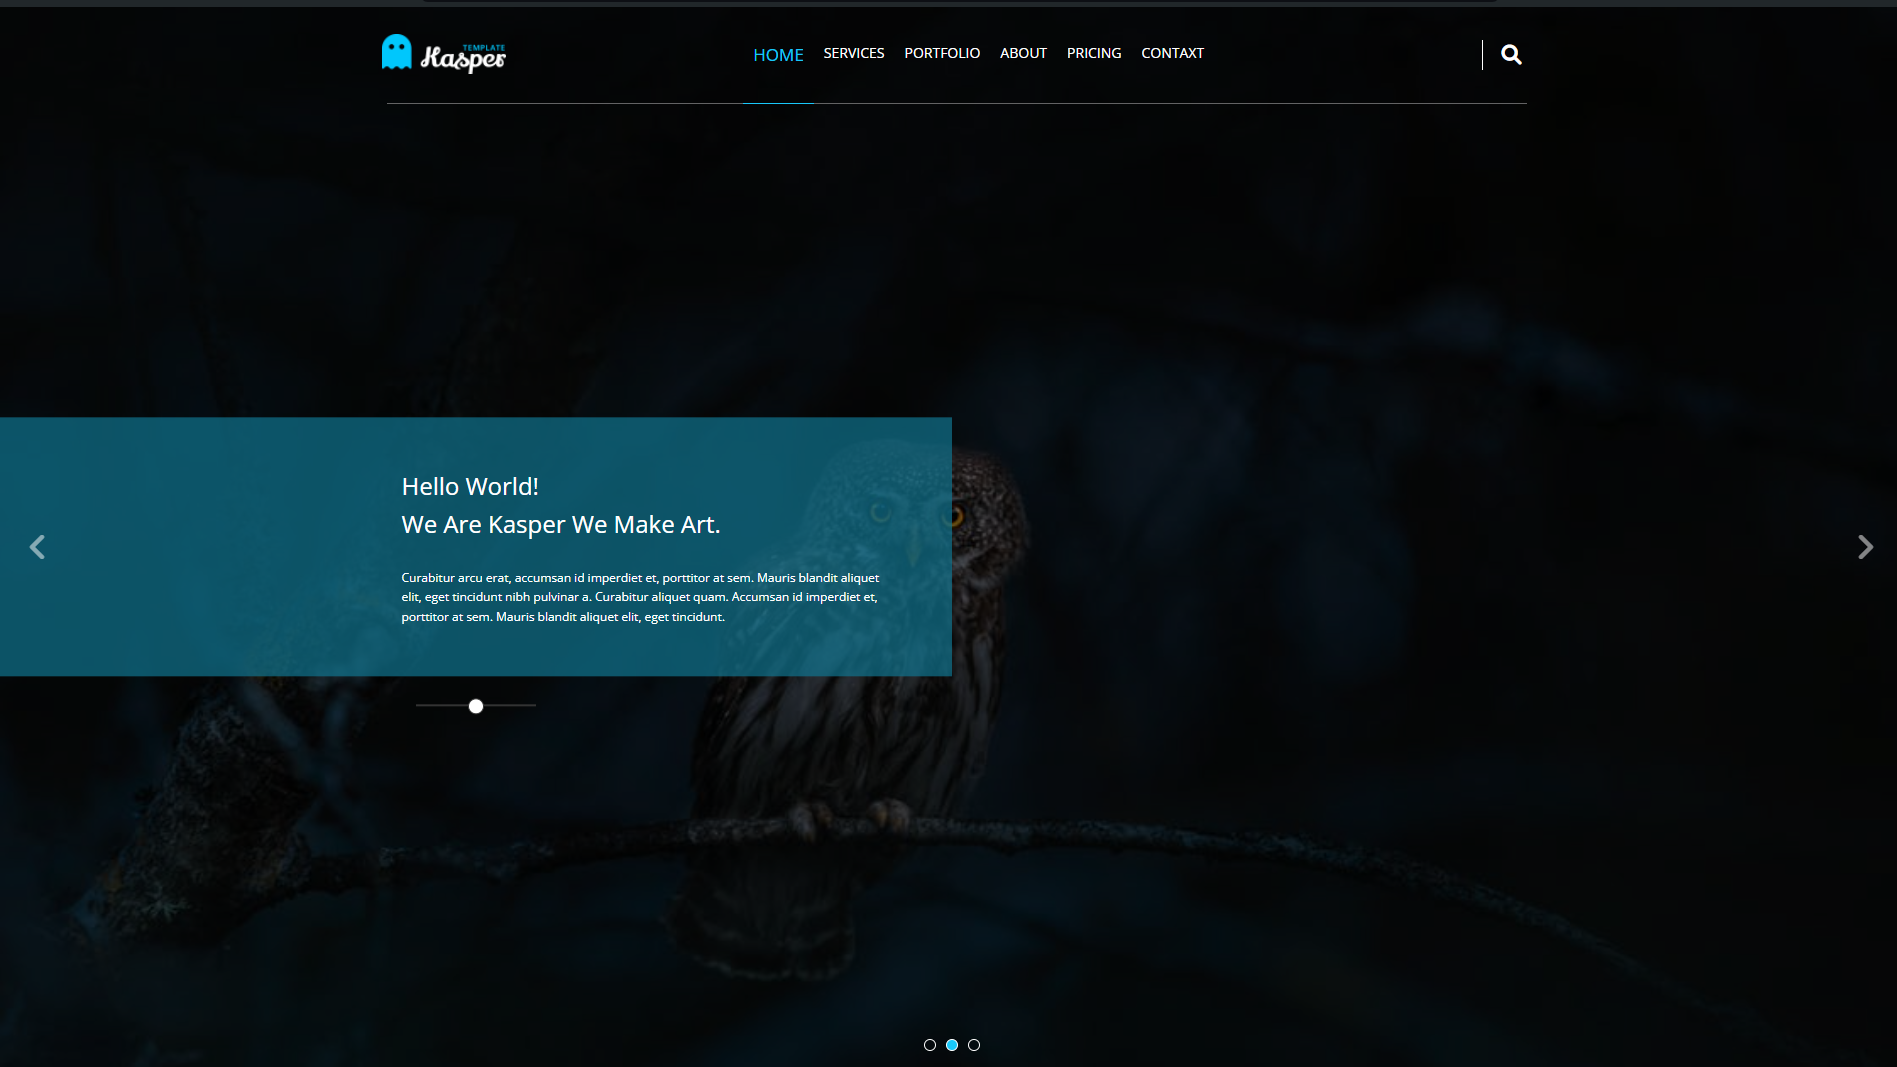 TEMPLATE
Kasper
HOME SERVICES PORTFOLIO ABOUT PRICING CONTAXT
Hello World!
We Are Kasper We Make Art.
Curabitur arcu erat, accumsan id imperdiet et, porttitor at sem. Mauris blandit aliquet
elit, eget tincidunt nibh pulvinar a. Curabitur aliquet quam. Accumsan id imperdiet et,
porttitor at sem. Mauris blandit aliquet elit, eget tincidunt.